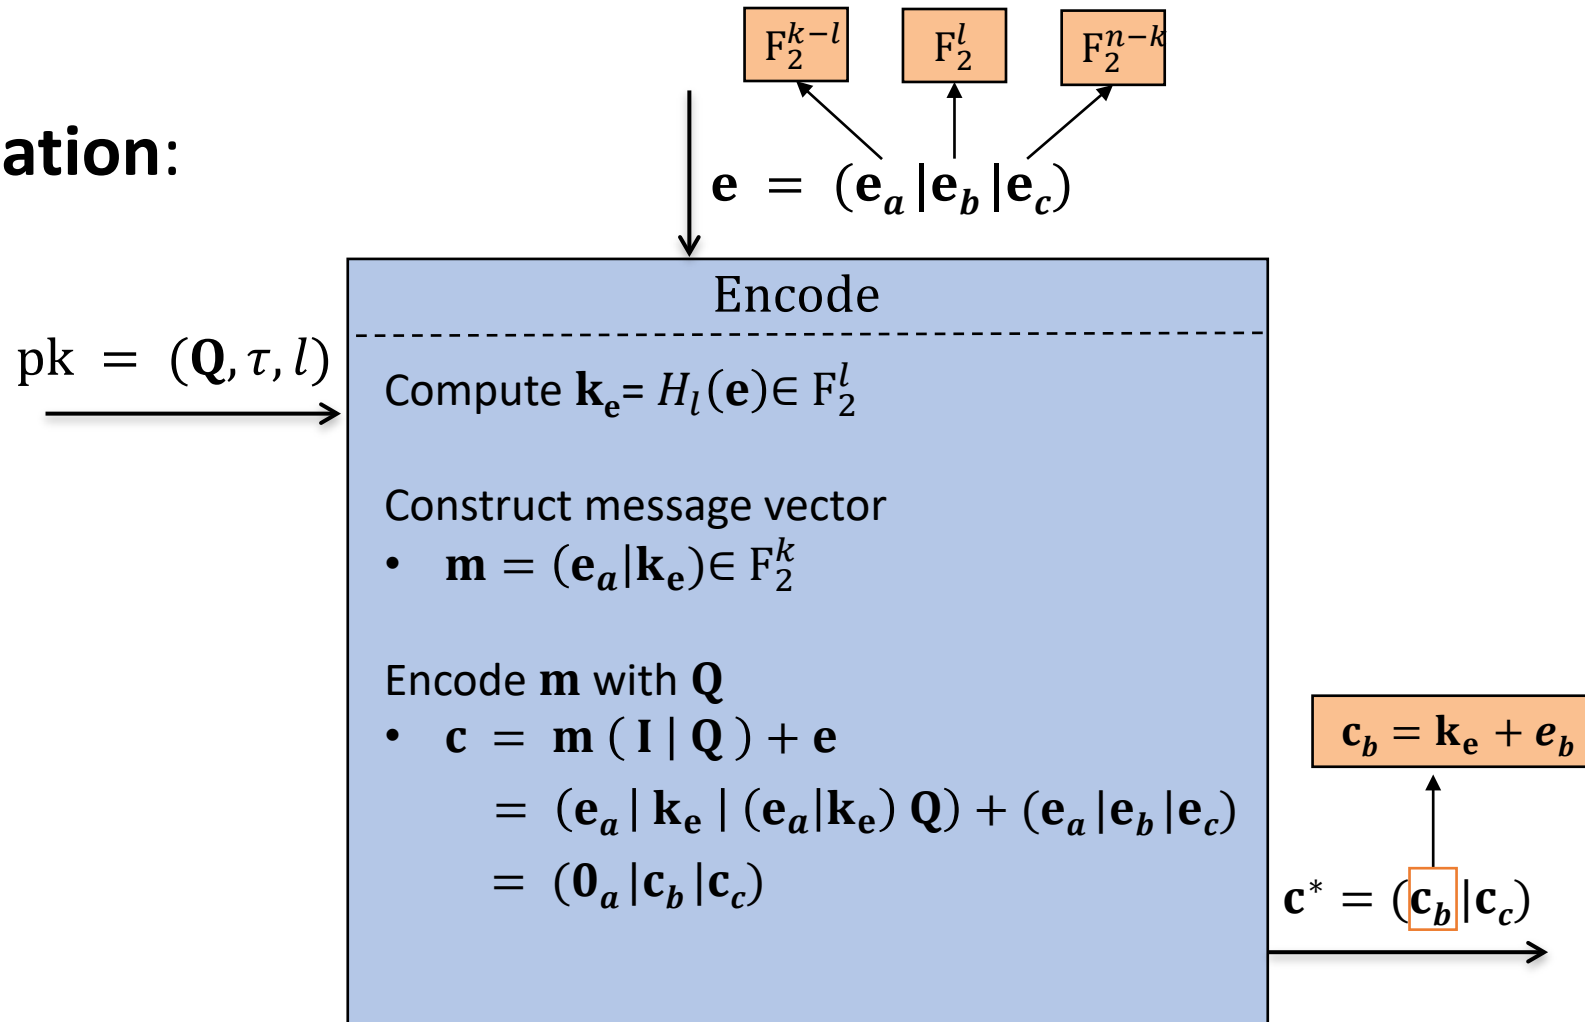 F₂^{k−l} F₂^{l} F₂^{n−k}
ation:
e = (e_a|e_b|e_c)
Encode
pk = (Q, τ, l)
Compute k_e= H_l(e)∈ F₂^{l}
Construct message vector
• m = (e_a|k_e)∈ F₂^{k}
Encode m with Q
• c = m ( I | Q ) + e
= (e_a| k_e | (e_a|k_e) Q) + (e_a|e_b|e_c)
= (0_a|c_b|c_c)
c_b = k_e + e_b
c* = (c_b|c_c)